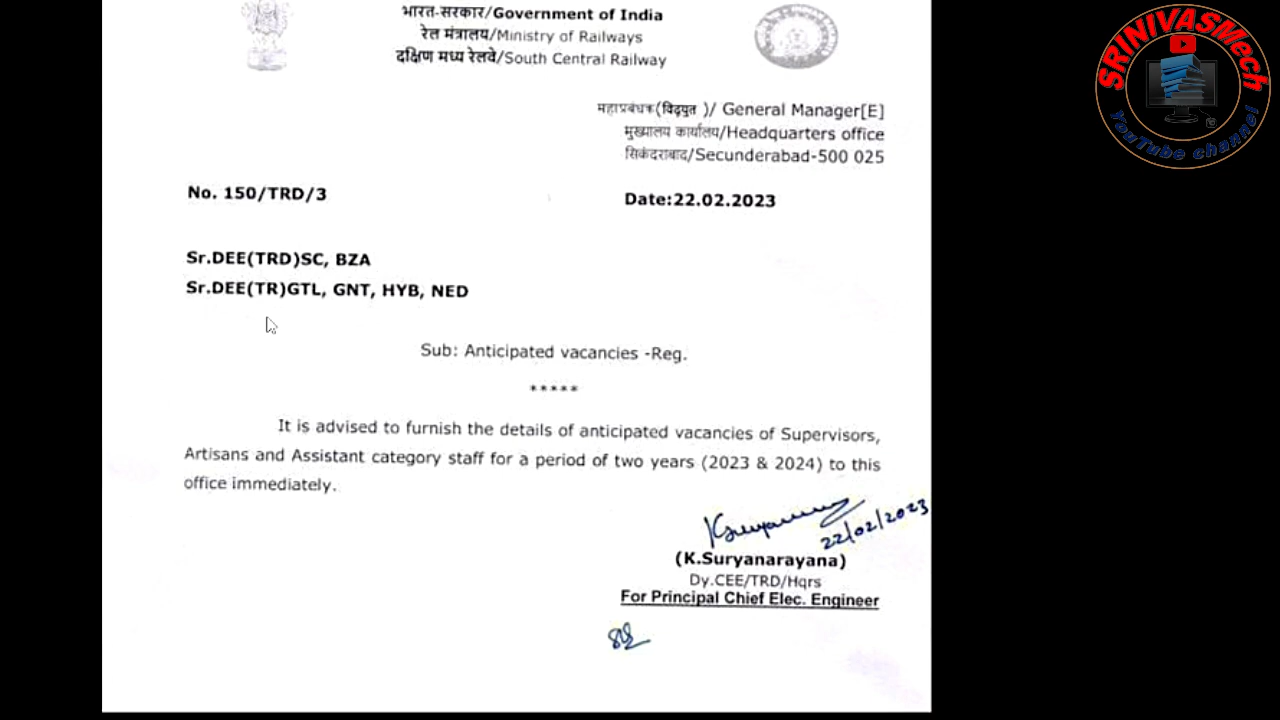 भारत-सरकार/Government of India
रेल मंत्रालय/Ministry of Railways
दक्षिण मध्य रेलवे/South Central Railway
SRINIVASMech
YouTube channel
महाप्रबंधक(विद्युत )/ General Manager[E]
मुख्यालय कार्यालय/Headquarters office
सिकंदराबाद/Secunderabad-500 025
No. 150/TRD/3
Date:22.02.2023
Sr.DEE(TRD)SC, BZA
Sr.DEE(TR)GTL, GNT, HYB, NED
Sub: Anticipated vacancies -Reg.
*****
It is advised to furnish the details of anticipated vacancies of Supervisors,
Artisans and Assistant category staff for a period of two years (2023 & 2024) to this
office immediately.
22/02/2023
(K.Suryanarayana)
Dy.CEE/TRD/Hqrs
For Principal Chief Elec. Engineer